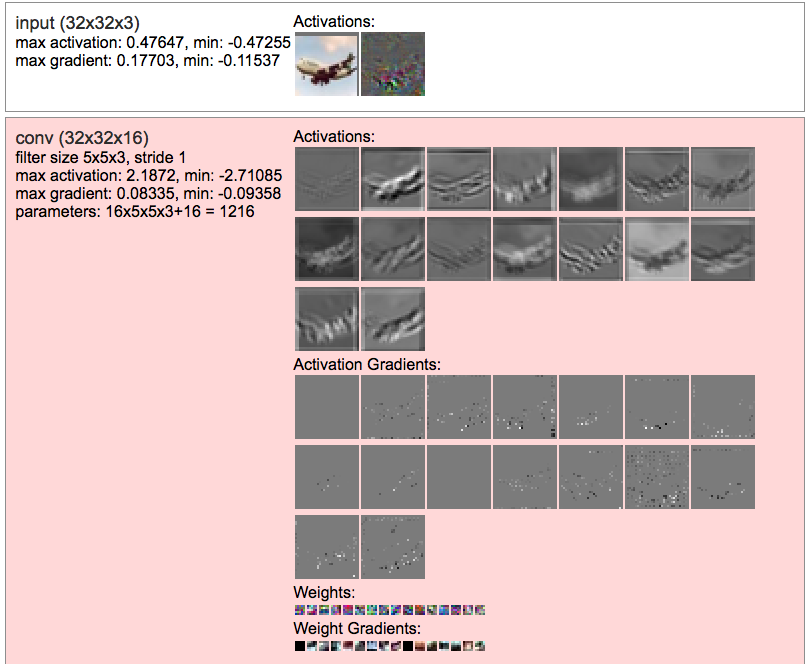 input (32x32x3)
max activation: 0.47647, min: -0.47255
max gradient: 0.17703, min: -0.11537
Activations:
conv (32x32x16)
filter size 5x5x3, stride 1
max activation: 2.1872, min: -2.71085
max gradient: 0.08335, min: -0.09358
parameters: 16x5x5x3+16 = 1216
Activations:
Activation Gradients:
Weights:
Weight Gradients: